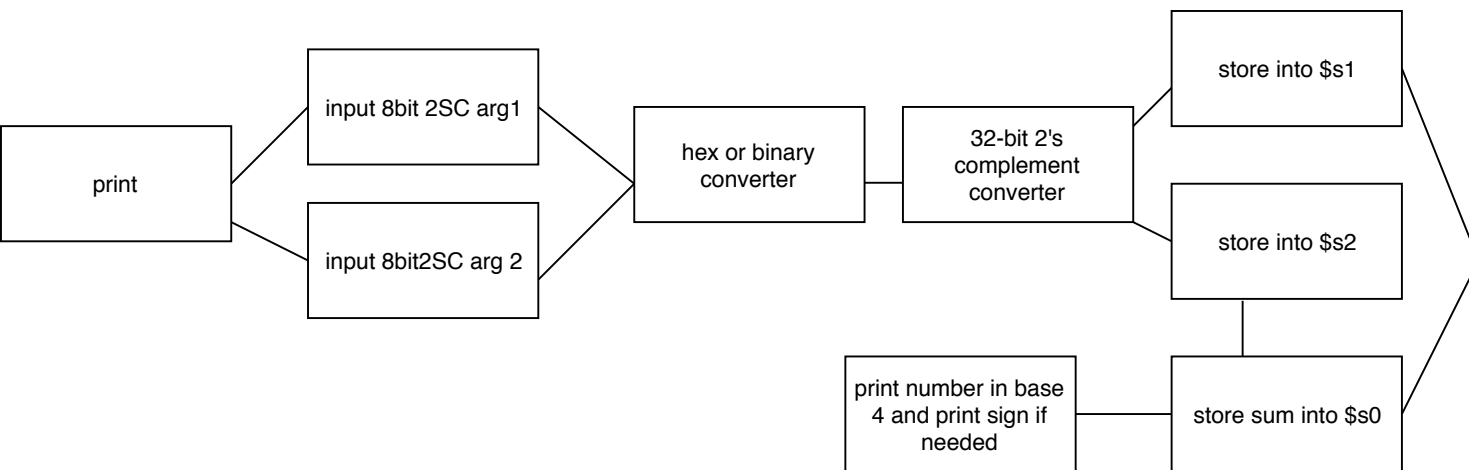 print
input 8bit 2SC arg1
input 8bit2SC arg 2
hex or binary
converter
32-bit 2's
complement
converter
store into $s1
store into $s2
store sum into $s0
print number in base
4 and print sign if
needed